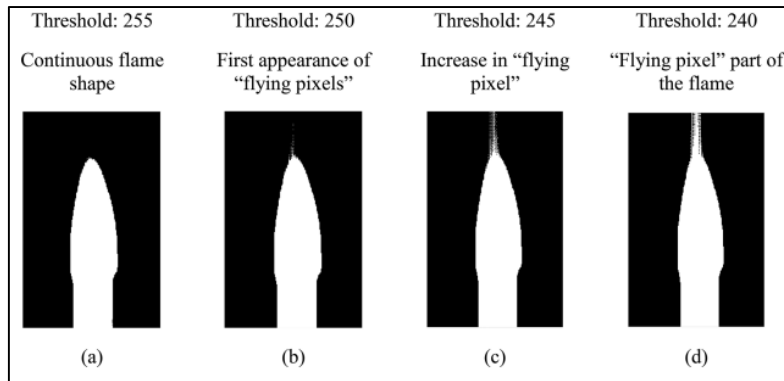 Threshold: 255
Continuous flame
shape
(a)
Threshold: 250
First appearance of
“flying pixels”
(b)
Threshold: 245
Increase in “flying
pixel”
(c)
Threshold: 240
“Flying pixel” part of
the flame
(d)